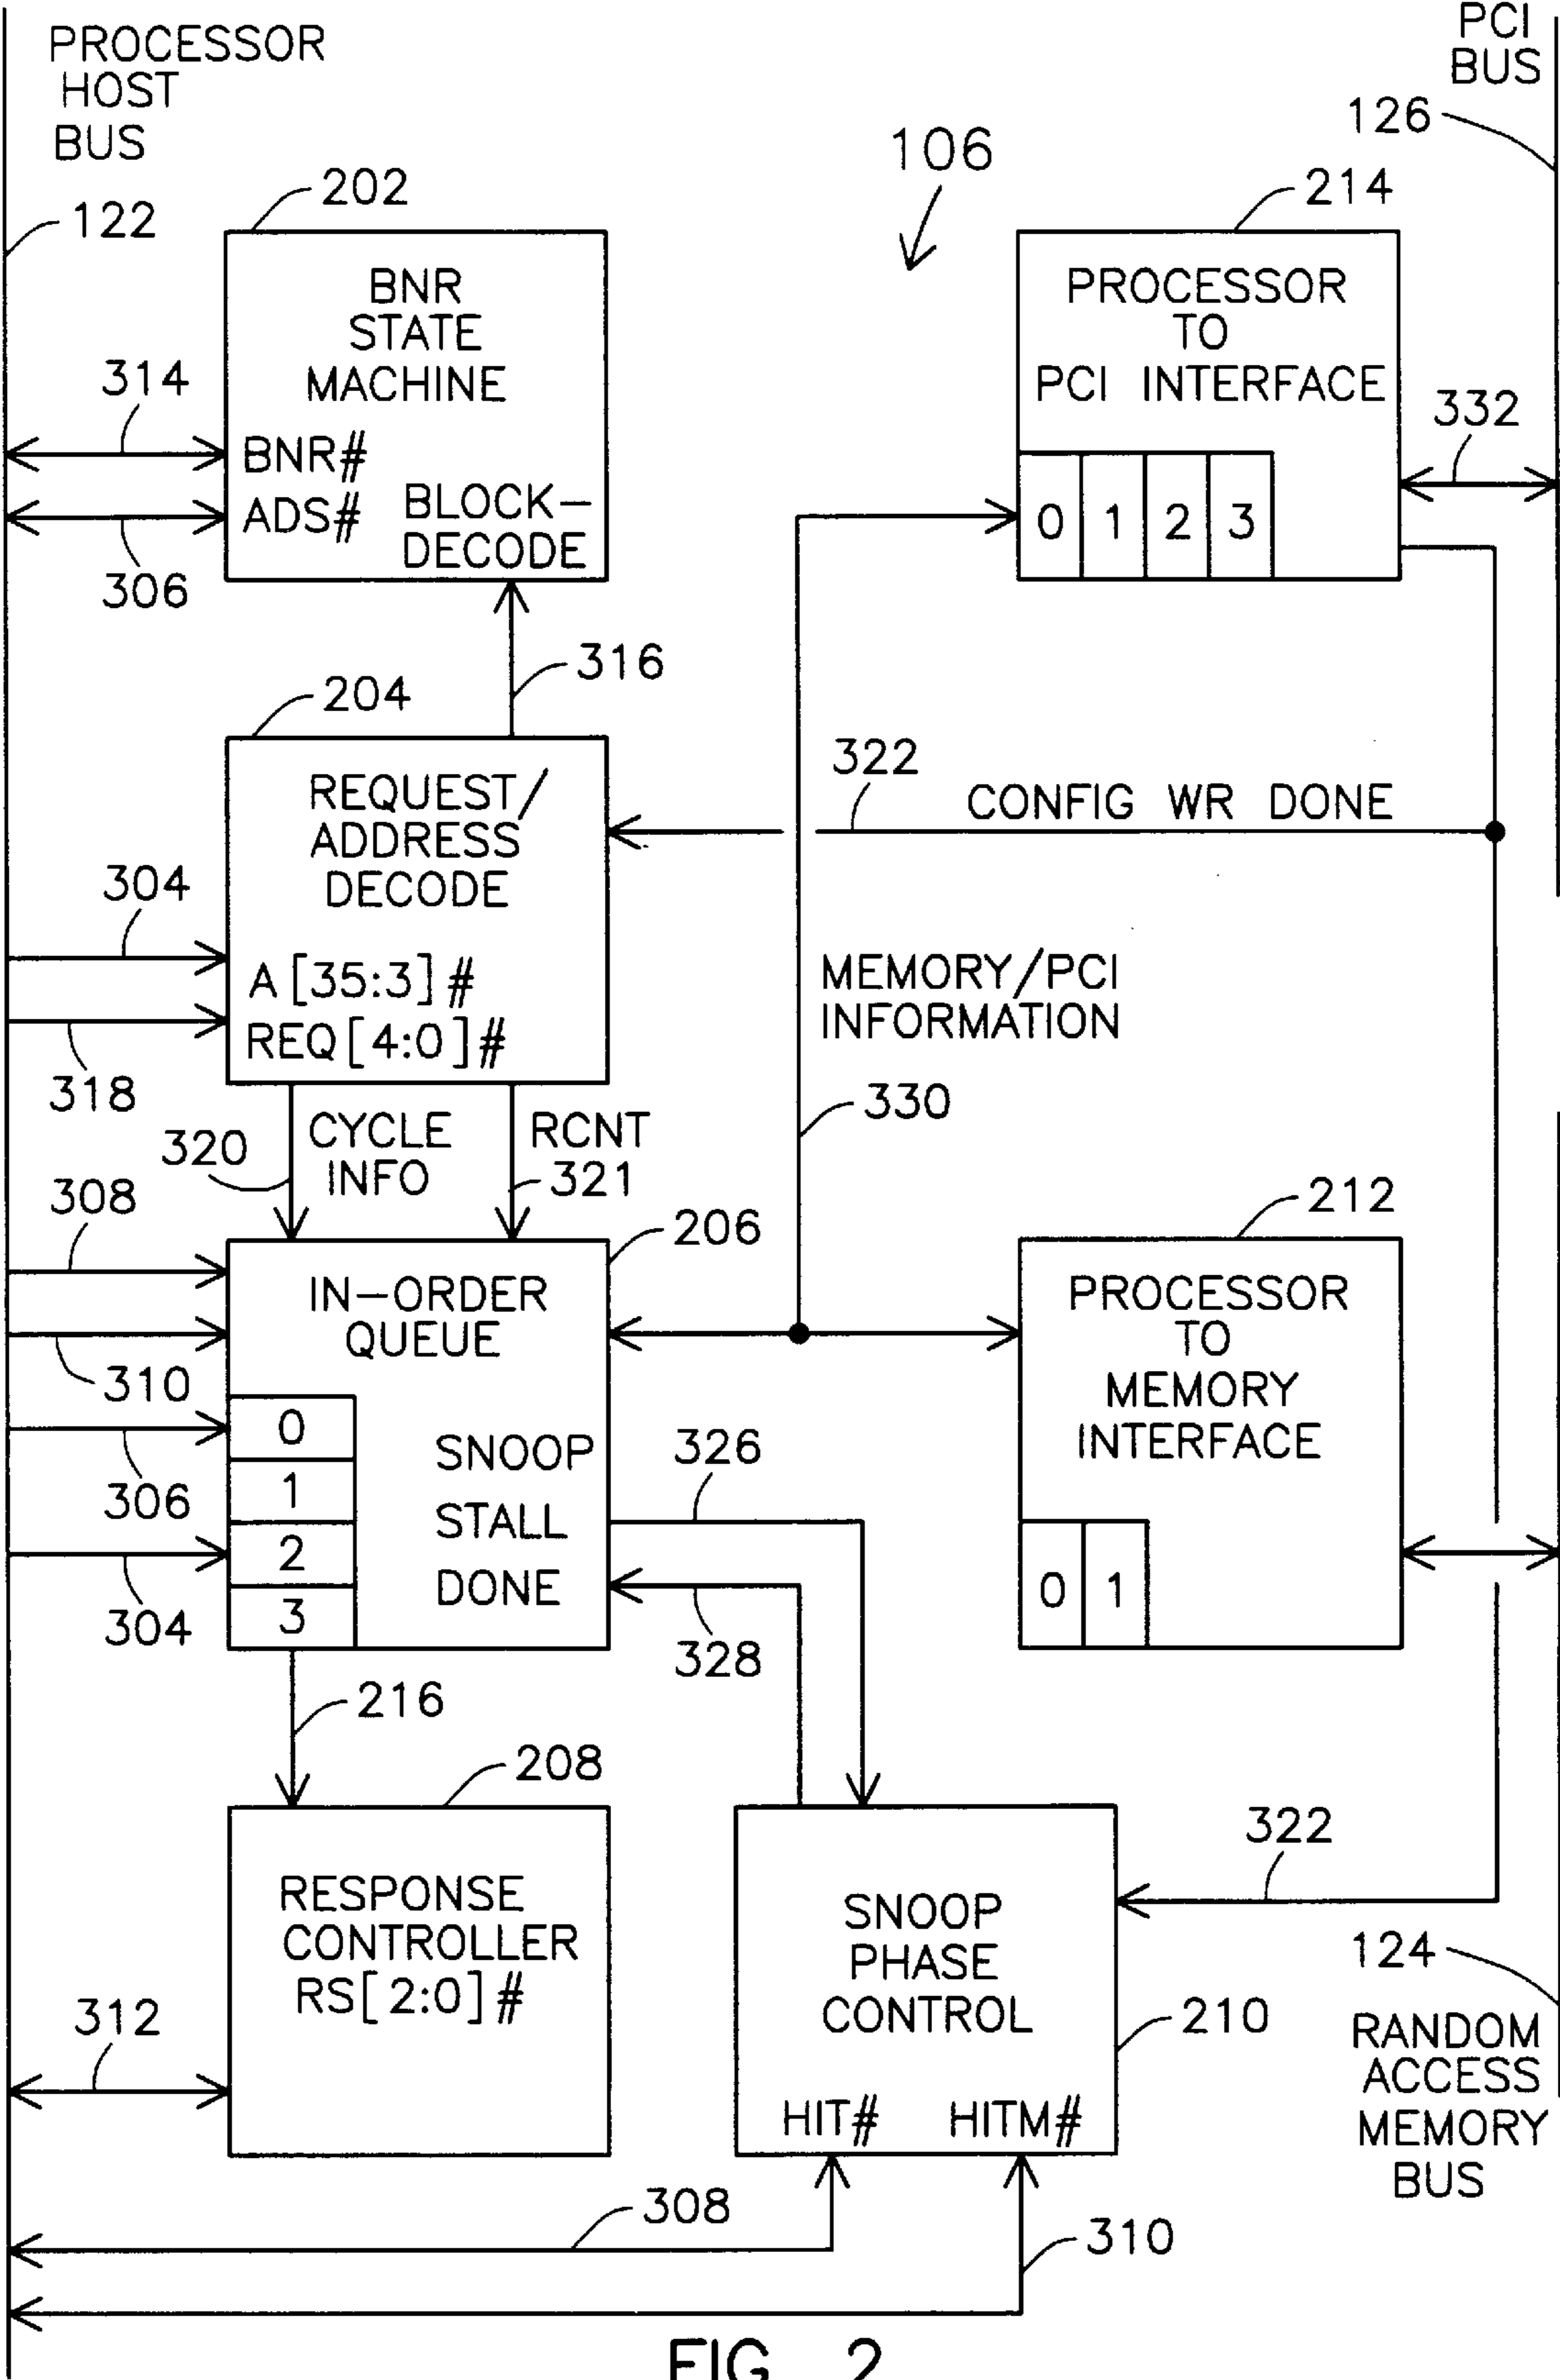 PROCESSOR
HOST
BUS
PCI
BUS
126
106
122
202
BNR
STATE
MACHINE
BNR#
ADS#
BLOCK-
DECODE
314
306
214
PROCESSOR
TO
PCI INTERFACE
0 1 2 3
332
316
204
REQUEST/
ADDRESS
DECODE
A [35:3] #
REQ [4:0] #
304
318
322
CONFIG WR DONE
MEMORY/PCI
INFORMATION
330
320
CYCLE
INFO
RCNT
321
308
310
306
304
206
IN-ORDER
QUEUE
0
1
2
3
SNOOP
STALL
DONE
326
328
212
PROCESSOR
TO
MEMORY
INTERFACE
0 1
216
208
RESPONSE
CONTROLLER
RS[2:0] #
312
SNOOP
PHASE
CONTROL
HIT# HITM#
210
322
124
RANDOM
ACCESS
MEMORY
BUS
308
310
FIG. 2